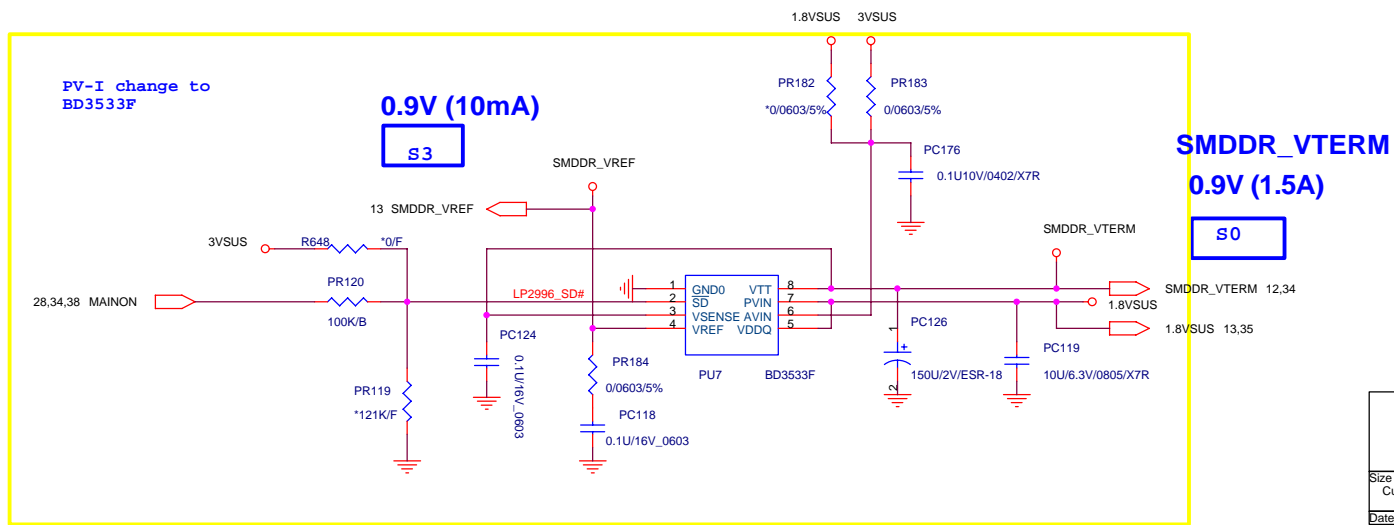 1.8VSUS 3VSUS
PV-I change to
BD3533F
0.9V (10mA)
S3
PR182
*0/0603/5%
PR183
0/0603/5%
PC176
0.1U10V/0402/X7R
SMDDR_VTERM
0.9V (1.5A)
S0
SMDDR_VREF
13 SMDDR_VREF
3VSUS
R648
*0/F
SMDDR_VTERM
28,34,38 MAINON
PR120
100K/B
LP2996_SD#
1 GND0 VTT 8
2 SD PVIN 7
3 VSENSE AVIN 6
4 VREF VDDQ 5
PU7 BD3533F
SMDDR_VTERM 12,34
1.8VSUS
1.8VSUS 13,35
PC124
0.1U/16V_0603
PR184
0/0603/5%
PC118
0.1U/16V_0603
PR119
*121K/F
1
PC126
+
150U/2V/ESR-18
2
PC119
10U/6.3V/0805/X7R
Size
Cu
Date